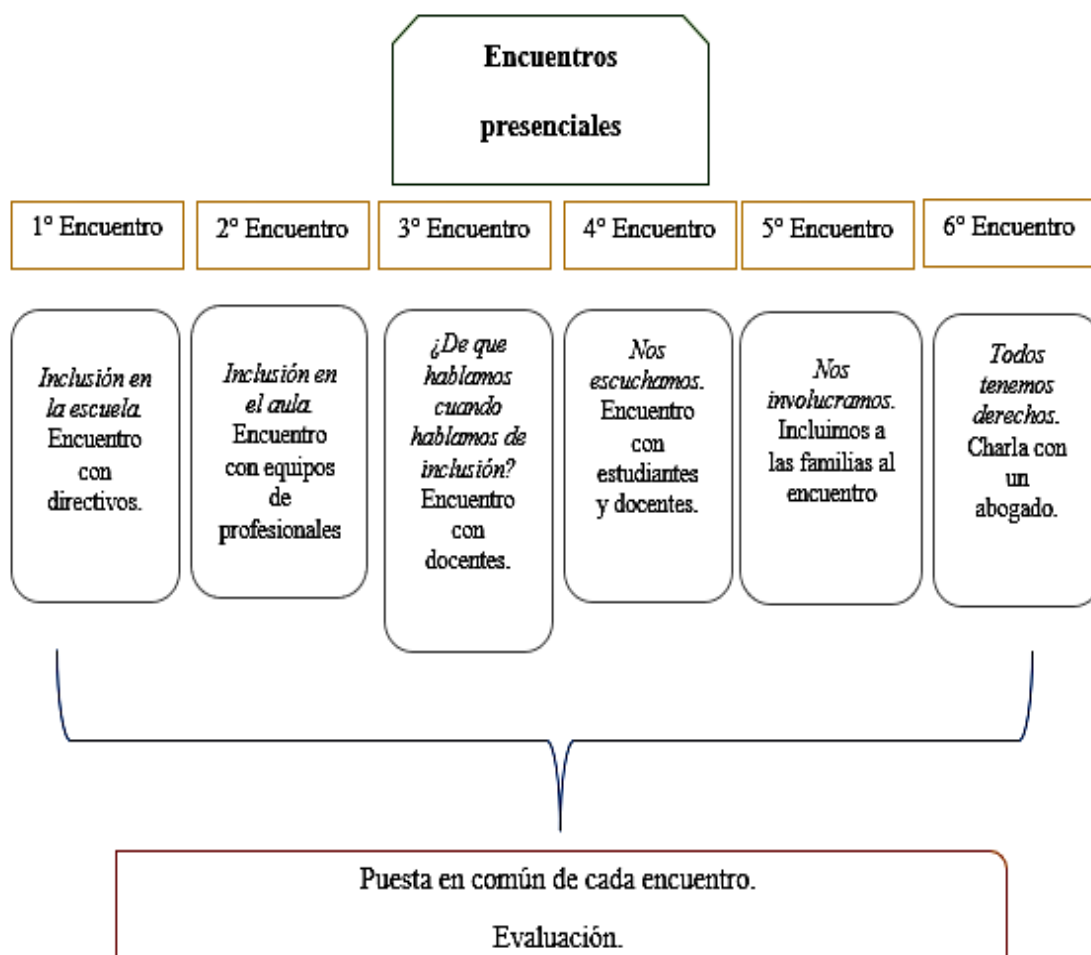 Encuentros
presenciales
1° Encuentro
2° Encuentro
3° Encuentro
4° Encuentro
5° Encuentro
6° Encuentro
Inclusión en
la escuela.
Encuentro
con
directivos.
Inclusión en
el aula.
Encuentro
con equipos
de
profesionales
¿De que
hablamos
cuando
hablamos de
inclusión?
Encuentro
con
docentes.
Nos
escuchamos.
Encuentro
con
estudiantes
y docentes.
Nos
involucramos.
Incluimos a
las familias al
encuentro
Todos
tenemos
derechos.
Charla con
un
abogado.
Puesta en común de cada encuentro.
Evaluación.